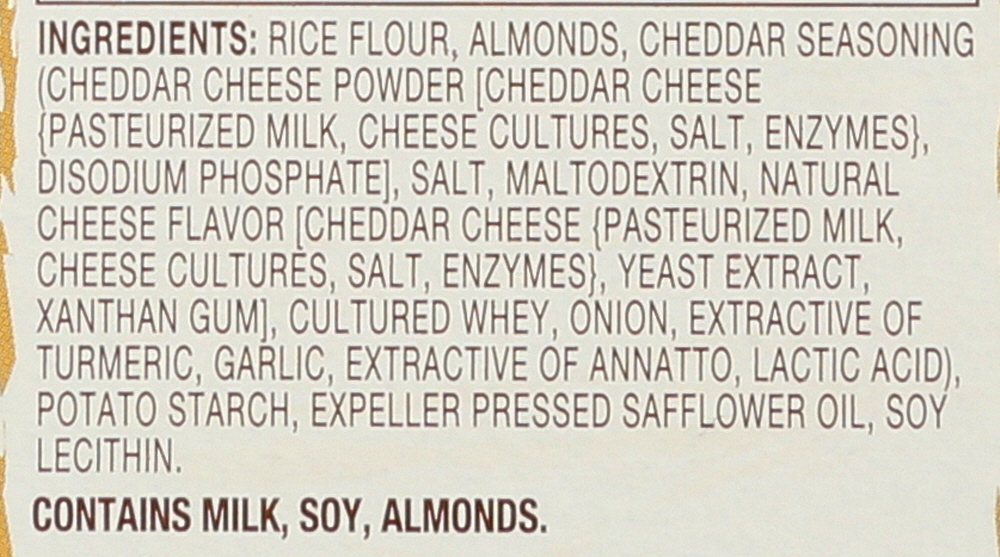 INGREDIENTS: RICE FLOUR, ALMONDS, CHEDDAR SEASONING
(CHEDDAR CHEESE POWDER [CHEDDAR CHEESE
{PASTEURIZED MILK, CHEESE CULTURES, SALT, ENZYMES},
DISODIUM PHOSPHATE], SALT, MALTODEXTRIN, NATURAL
CHEESE FLAVOR [CHEDDAR CHEESE {PASTEURIZED MILK,
CHEESE CULTURES, SALT, ENZYMES}, YEAST EXTRACT,
XANTHAN GUM], CULTURED WHEY, ONION, EXTRACTIVE OF
TURMERIC, GARLIC, EXTRACTIVE OF ANNATTO, LACTIC ACID),
POTATO STARCH, EXPELLER PRESSED SAFFLOWER OIL, SOY
LECITHIN.
CONTAINS MILK, SOY, ALMONDS.